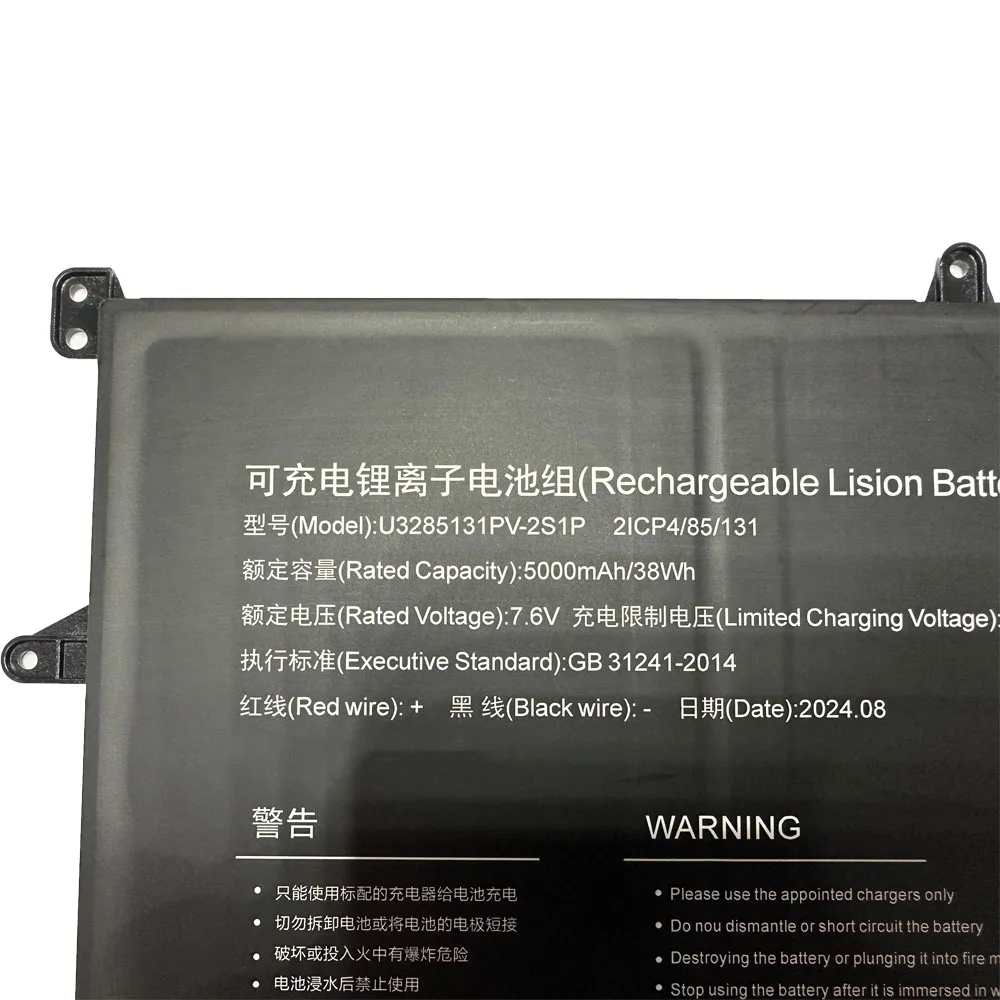 可充电锂离子电池组(Rechargeable Lision Batte
型号(Model):U3285131PV-2S1P 2ICP4/85/131
额定容量(Rated Capacity):5000mAh/38Wh
额定电压(Rated Voltage):7.6V 充电限制电压(Limited Charging Voltage):
执行标准(Executive Standard):GB 31241-2014
红线(Red wire): + 黑 线(Black wire): - 日期(Date):2024.08
警告
• 只能使用标配的充电器给电池充电
• 切勿拆卸电池或将电池的电极短接
• 破坏或投入火中有爆炸危险
• 电池浸水后禁止使用
WARNING
• Please use the appointed chargers only
• Do nou dismantle or short circuit the battery
• Destroying the battery or plunging it into fire m
• Stop using the battery after it is immersed in w